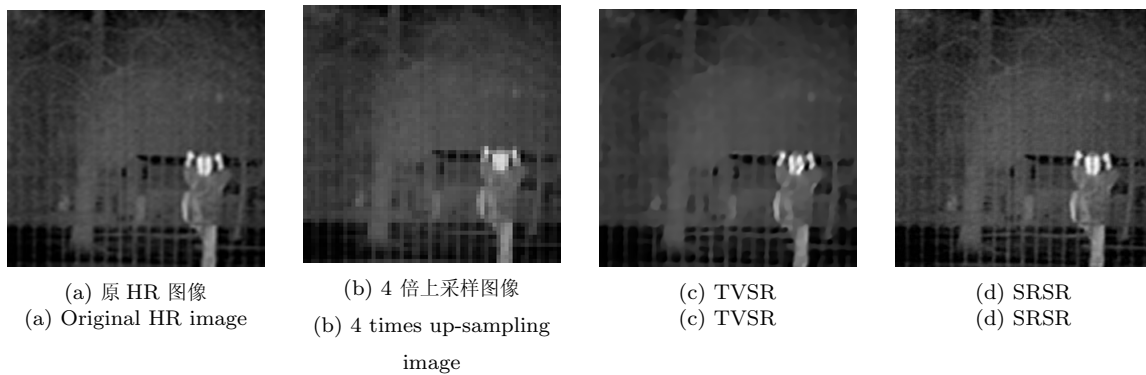 (a) 原 HR 图像
(a) Original HR image
(b) 4 倍上采样图像
(b) 4 times up-sampling
image
(c) TVSR
(c) TVSR
(d) SRSR
(d) SRSR